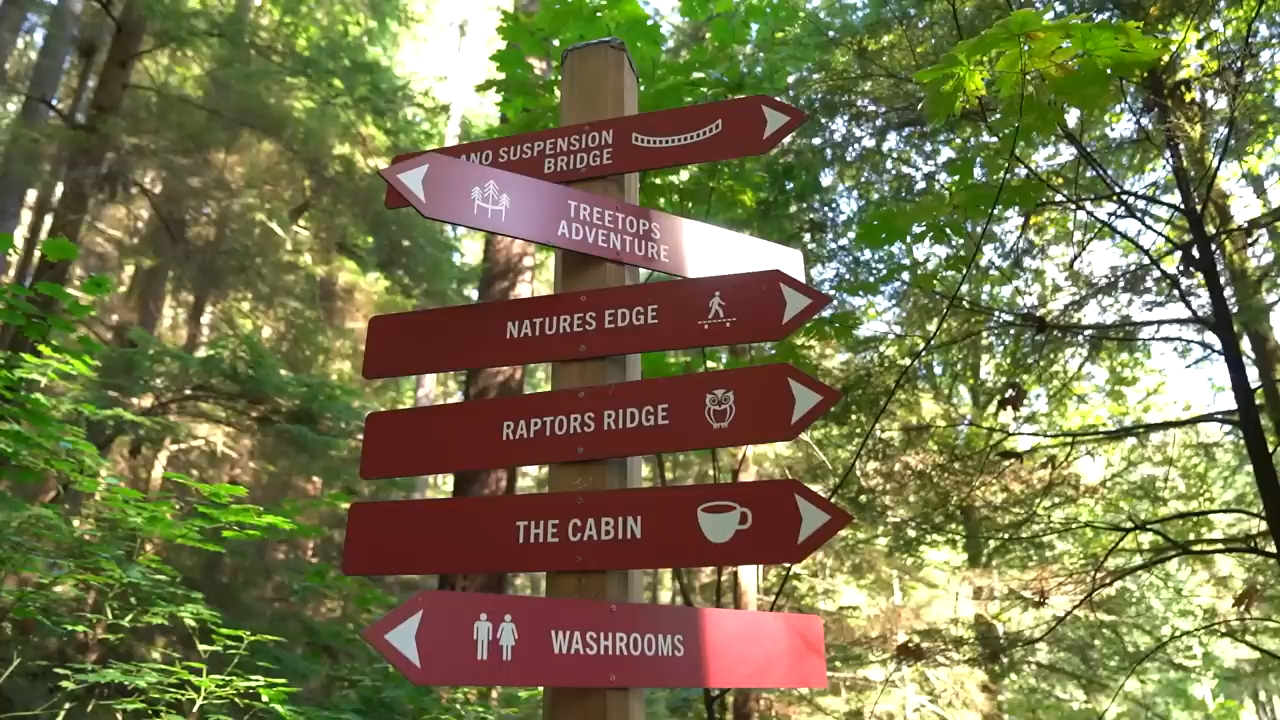 SUSPENSION
BRIDGE
TREETOPS
ADVENTURE
NATURES EDGE
RAPTORS RIDGE
THE CABIN
WASHROOMS